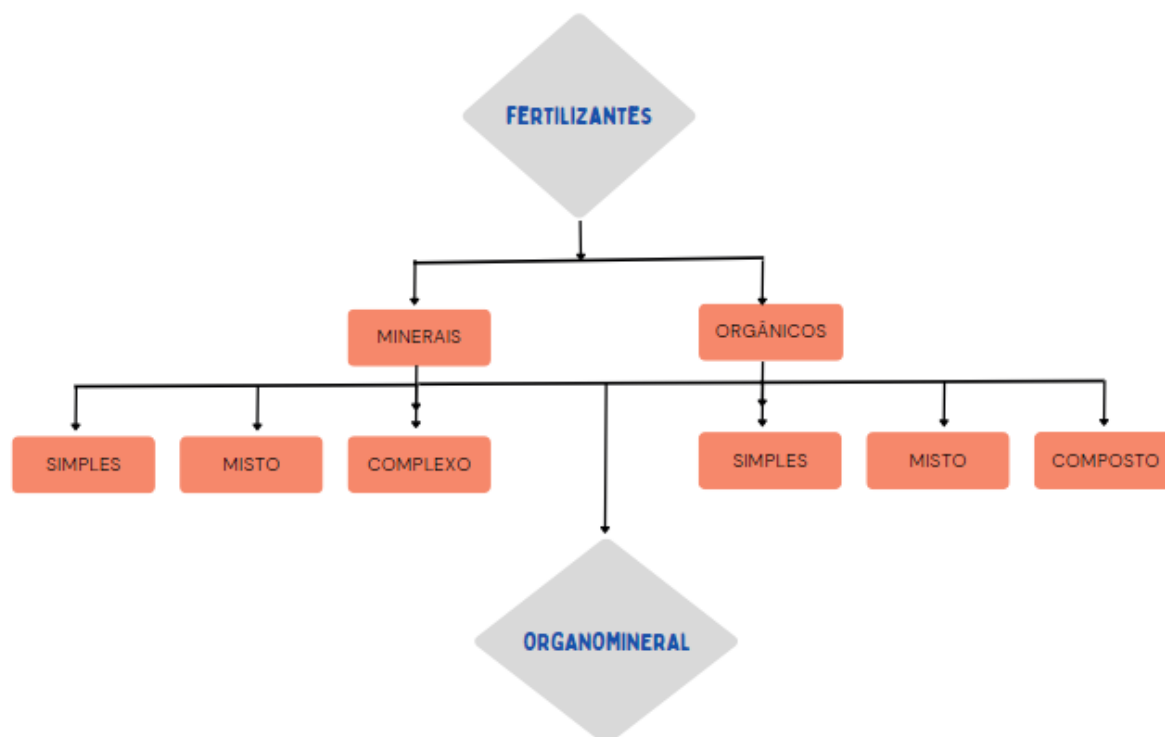 FERTILIZANTES
MINERAIS
ORGÂNICOS
SIMPLES
MISTO
COMPLEXO
SIMPLES
MISTO
COMPOSTO
ORGANOMINERAL